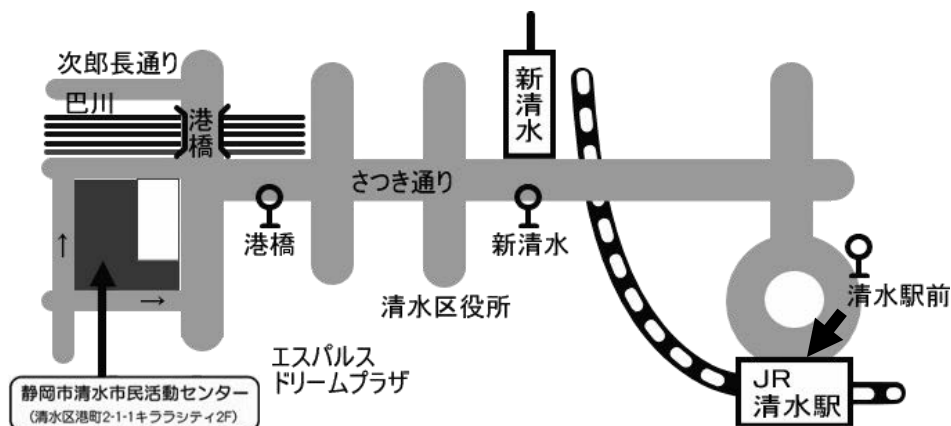 次郎長通り
巴川
港橋
新清水
さつき通り
港橋
新清水
清水駅前
清水区役所
エスパルス
ドリームプラザ
JR
清水駅
静岡市清水市民活動センター
(清水区港町2-1-1キララシティ2F)